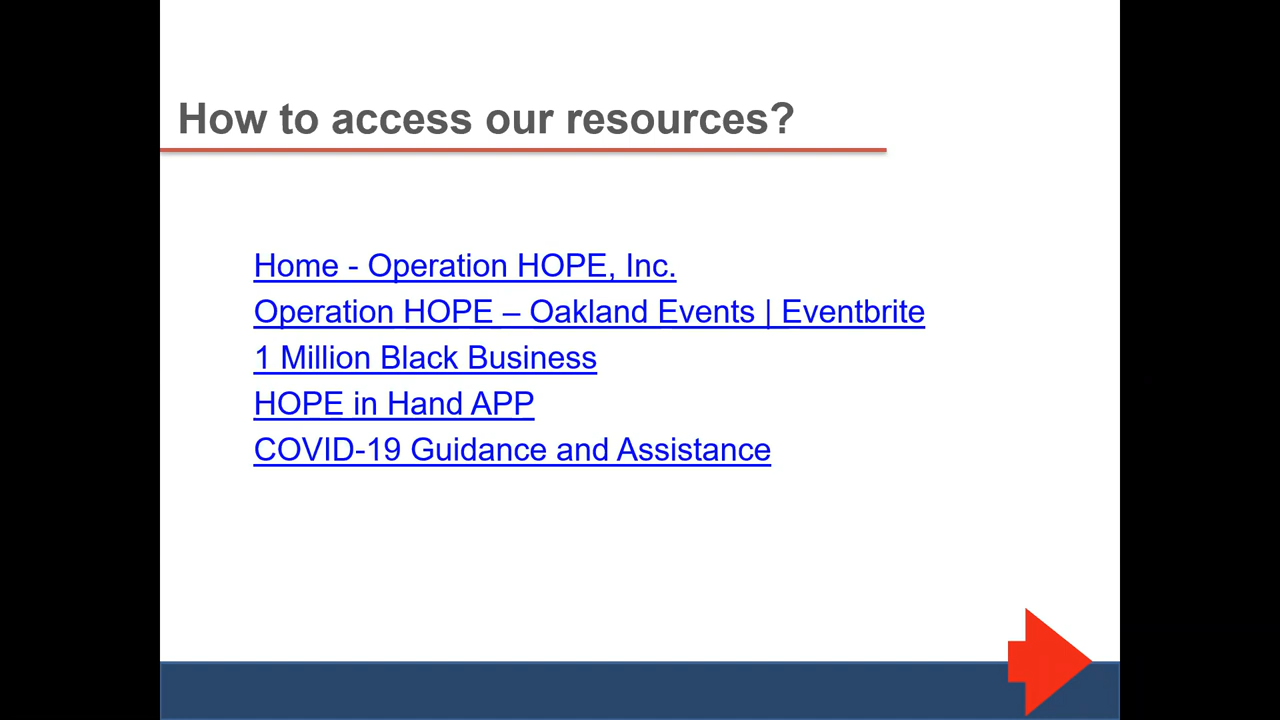 How to access our resources?
Home - Operation HOPE, Inc.
Operation HOPE – Oakland Events | Eventbrite
1 Million Black Business
HOPE in Hand APP
COVID-19 Guidance and Assistance